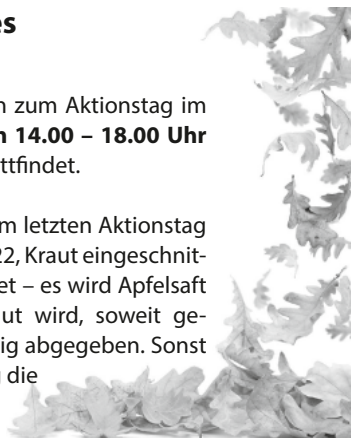 es
n zum Aktionstag im
n 14.00 – 18.00 Uhr
ttfindet.
m letzten Aktionstag
22, Kraut eingeschnit-
et – es wird Apfelsaft
ut wird, soweit ge-
ig abgegeben. Sonst
die